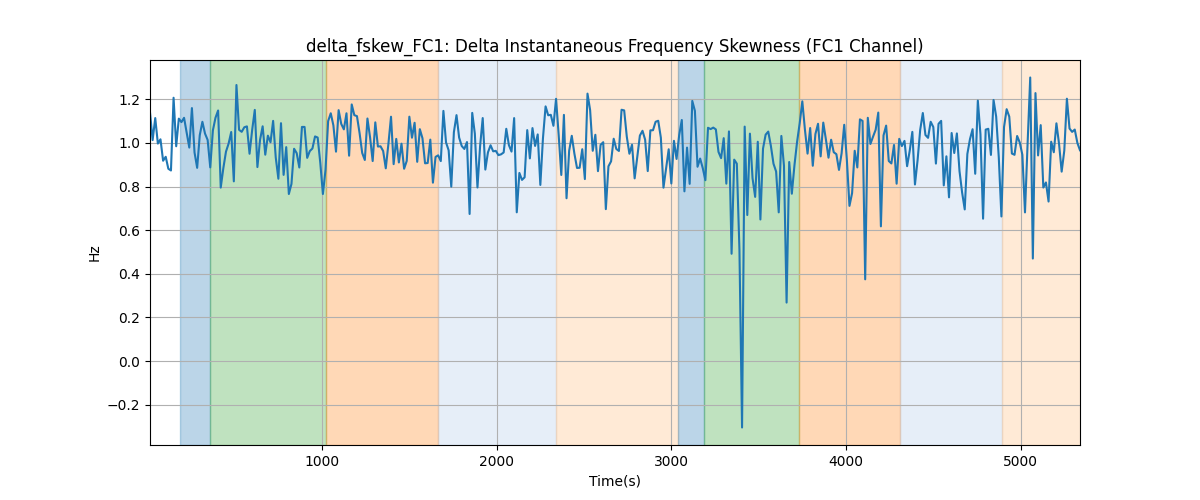 delta_fskew_FC1: Delta Instantaneous Frequency Skewness (FC1 Channel)
1.2
1.0
0.8
0.6
0.4
0.2
0.0
−0.2
Hz
1000 2000 3000 4000 5000
Time(s)